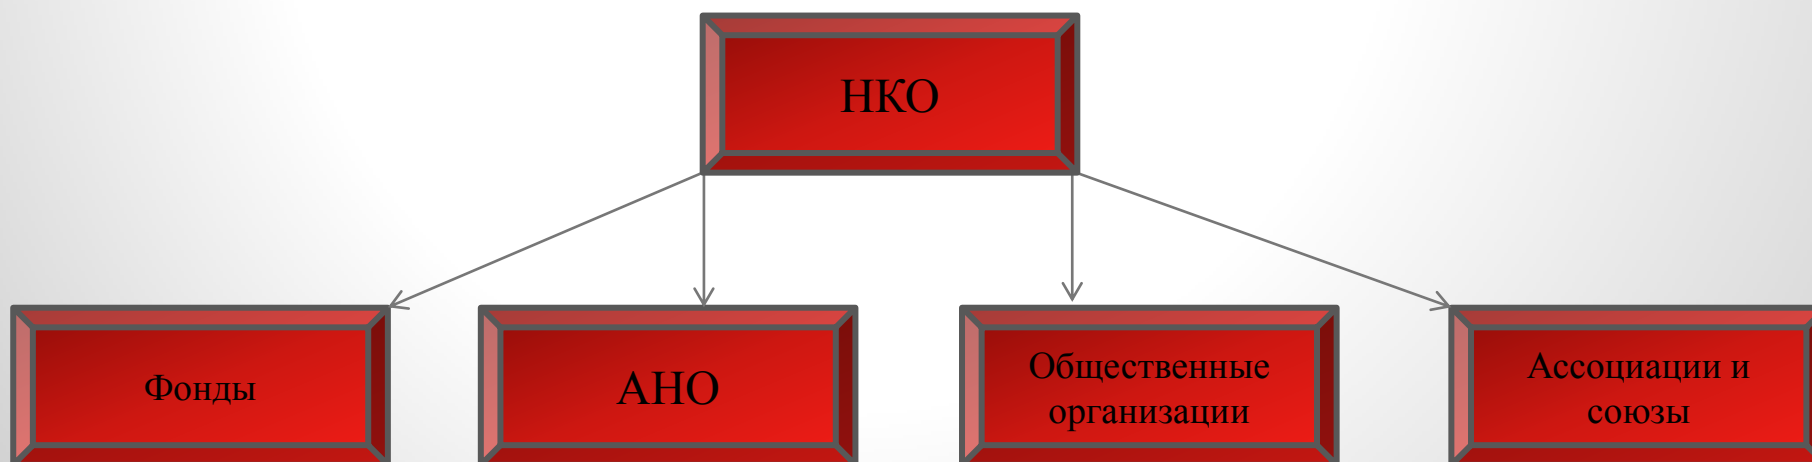 НКО
Фонды
АНО
Общественные
организации
Ассоциации и
союзы